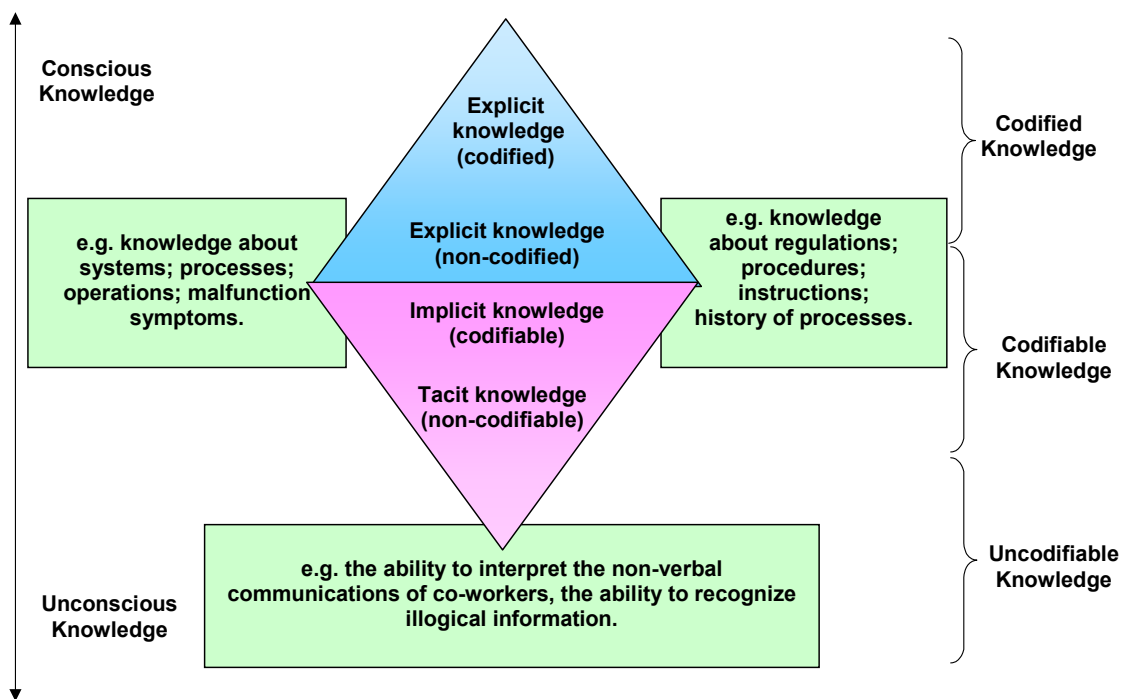 Conscious
Knowledge
Explicit
knowledge
(codified)
Codified
Knowledge
e.g. knowledge about
systems; processes;
operations; malfunction
symptoms.
Explicit knowledge
(non-codified)
e.g. knowledge
about regulations;
procedures;
instructions;
history of processes.
Implicit knowledge
(codifiable)
Codifiable
Knowledge
Tacit knowledge
(non-codifiable)
Uncodifiable
Knowledge
e.g. the ability to interpret the non-verbal
communications of co-workers, the ability to recognize
illogical information.
Unconscious
Knowledge